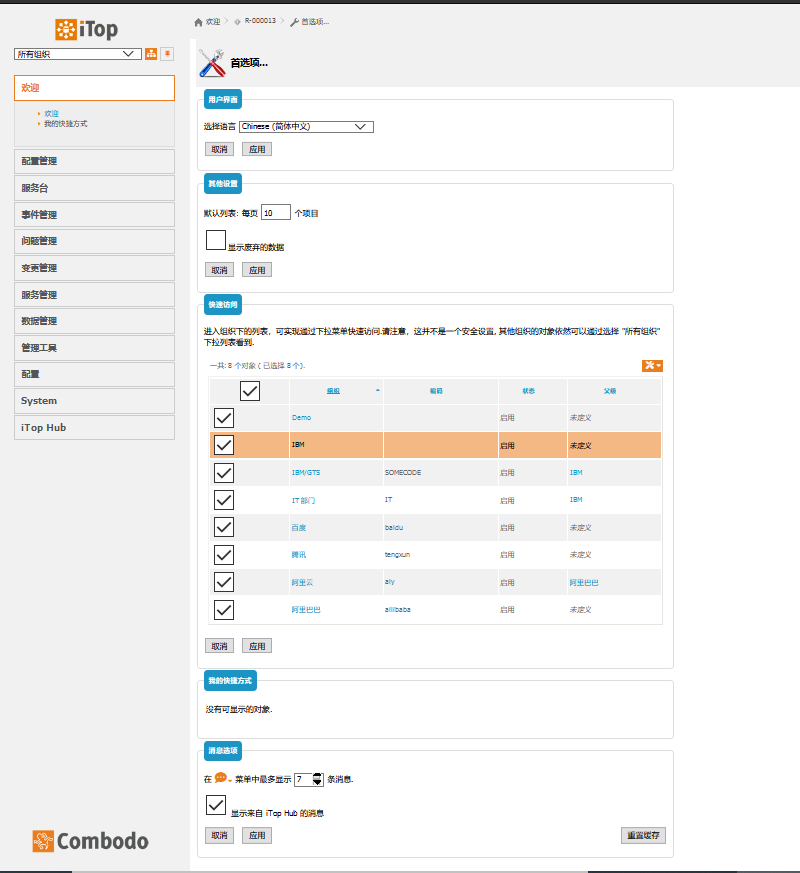 iTop
所有组织
欢迎
欢迎
我的快捷方式
配置管理
服务台
事件管理
问题管理
变更管理
服务管理
数据管理
管理工具
配置
System
iTop Hub
Combodo
欢迎 R-000013 首选项...
首选项...
用户界面
选择语言 Chinese (简体中文)
取消 应用
其他设置
默认列表: 每页 10 个项目
显示废弃的数据
取消 应用
快速访问
进入组织下的列表，可实现通过下拉菜单快速访问.请注意，这并不是一个安全设置, 其他组织的对象依然可以通过选择 "所有组织"
下拉列表看到.
一共: 8 个对象 ( 已选择 8 个).
组织 编码 状态 父级
Demo 启用 未定义
IBM 启用 未定义
IBM/GTS SOMECODE 启用 IBM
IT 部门 IT 启用 IBM
百度 baidu 启用 未定义
腾讯 tengxun 启用 未定义
阿里云 aly 启用 阿里巴巴
阿里巴巴 alilbaba 启用 未定义
取消 应用
我的快捷方式
没有可显示的对象.
消息选项
在 菜单中最多显示 7 条消息.
显示来自 iTop Hub 的消息
取消 应用 重置缓存